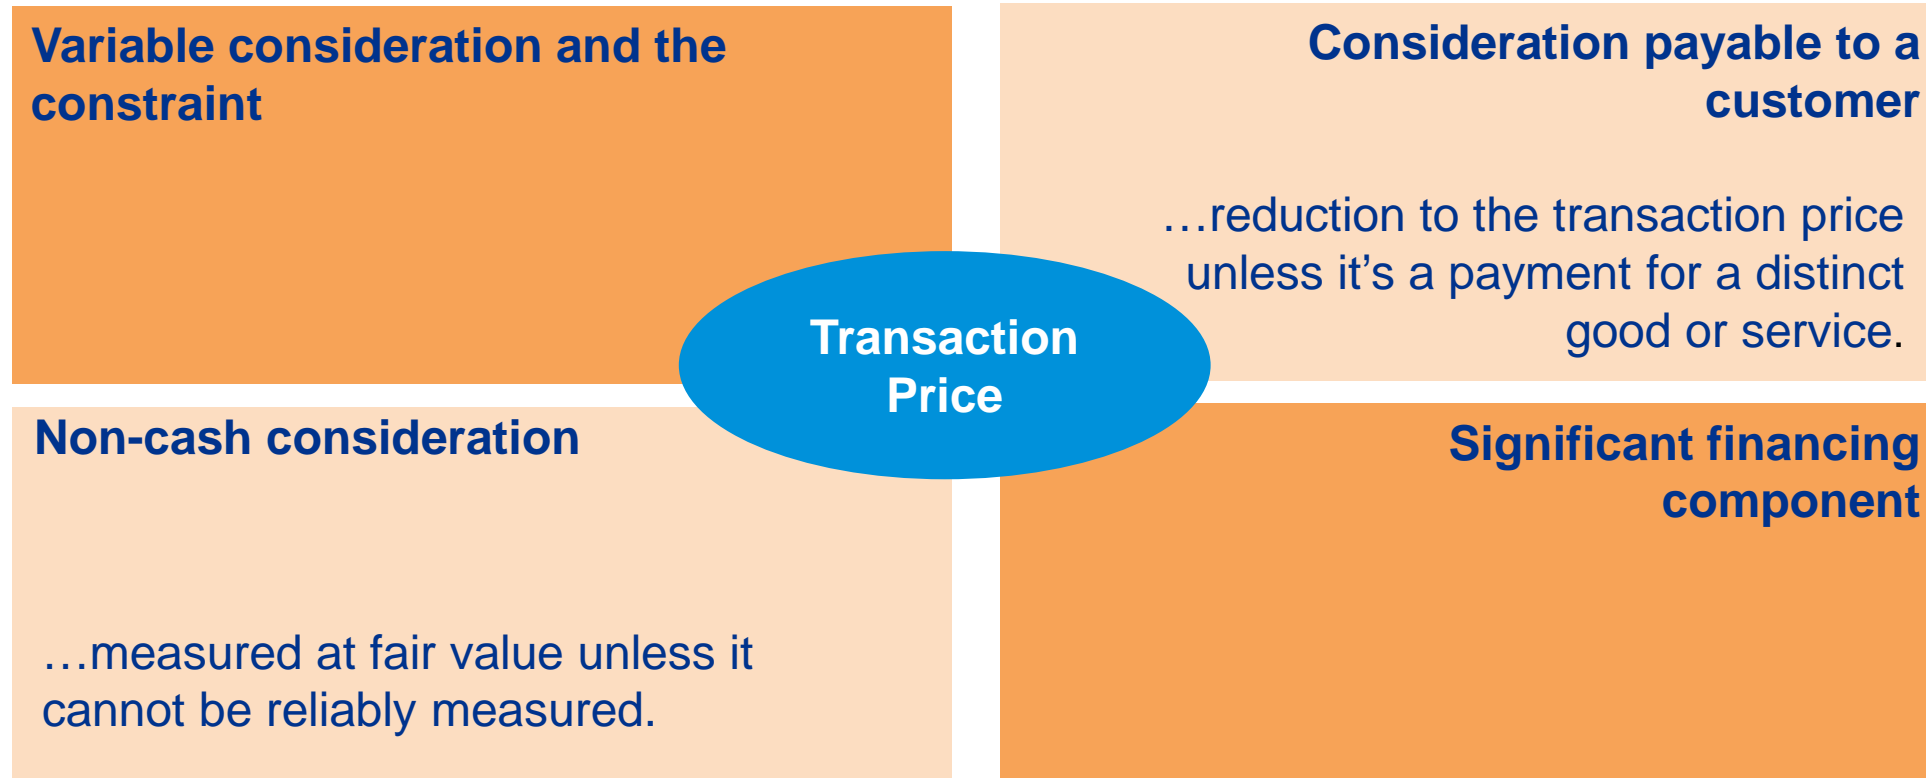 Variable consideration and the
constraint
Consideration payable to a
customer
…reduction to the transaction price
unless it’s a payment for a distinct
good or service.
Transaction
Price
Non-cash consideration
…measured at fair value unless it
cannot be reliably measured.
Significant financing
component